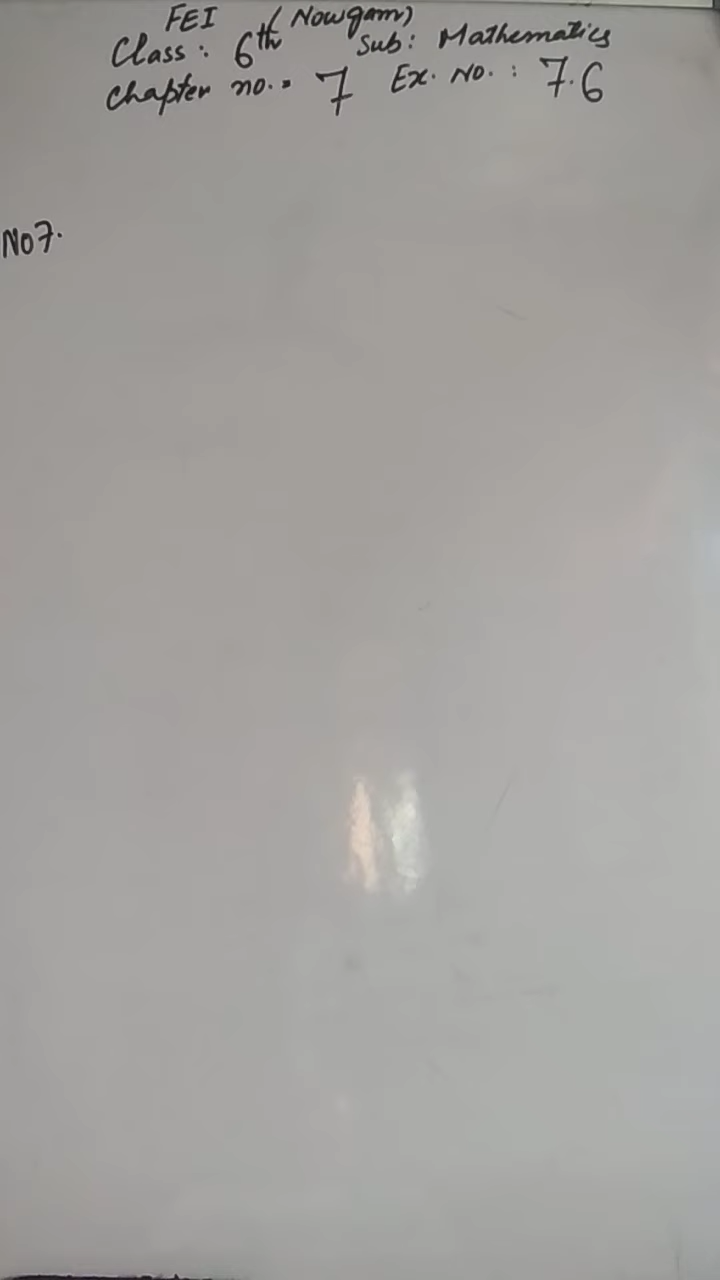 FEI (Nowgam)
Class: 6th Sub: Mathematics
Chapter no.: 7 Ex. No.: 7.6
No7.